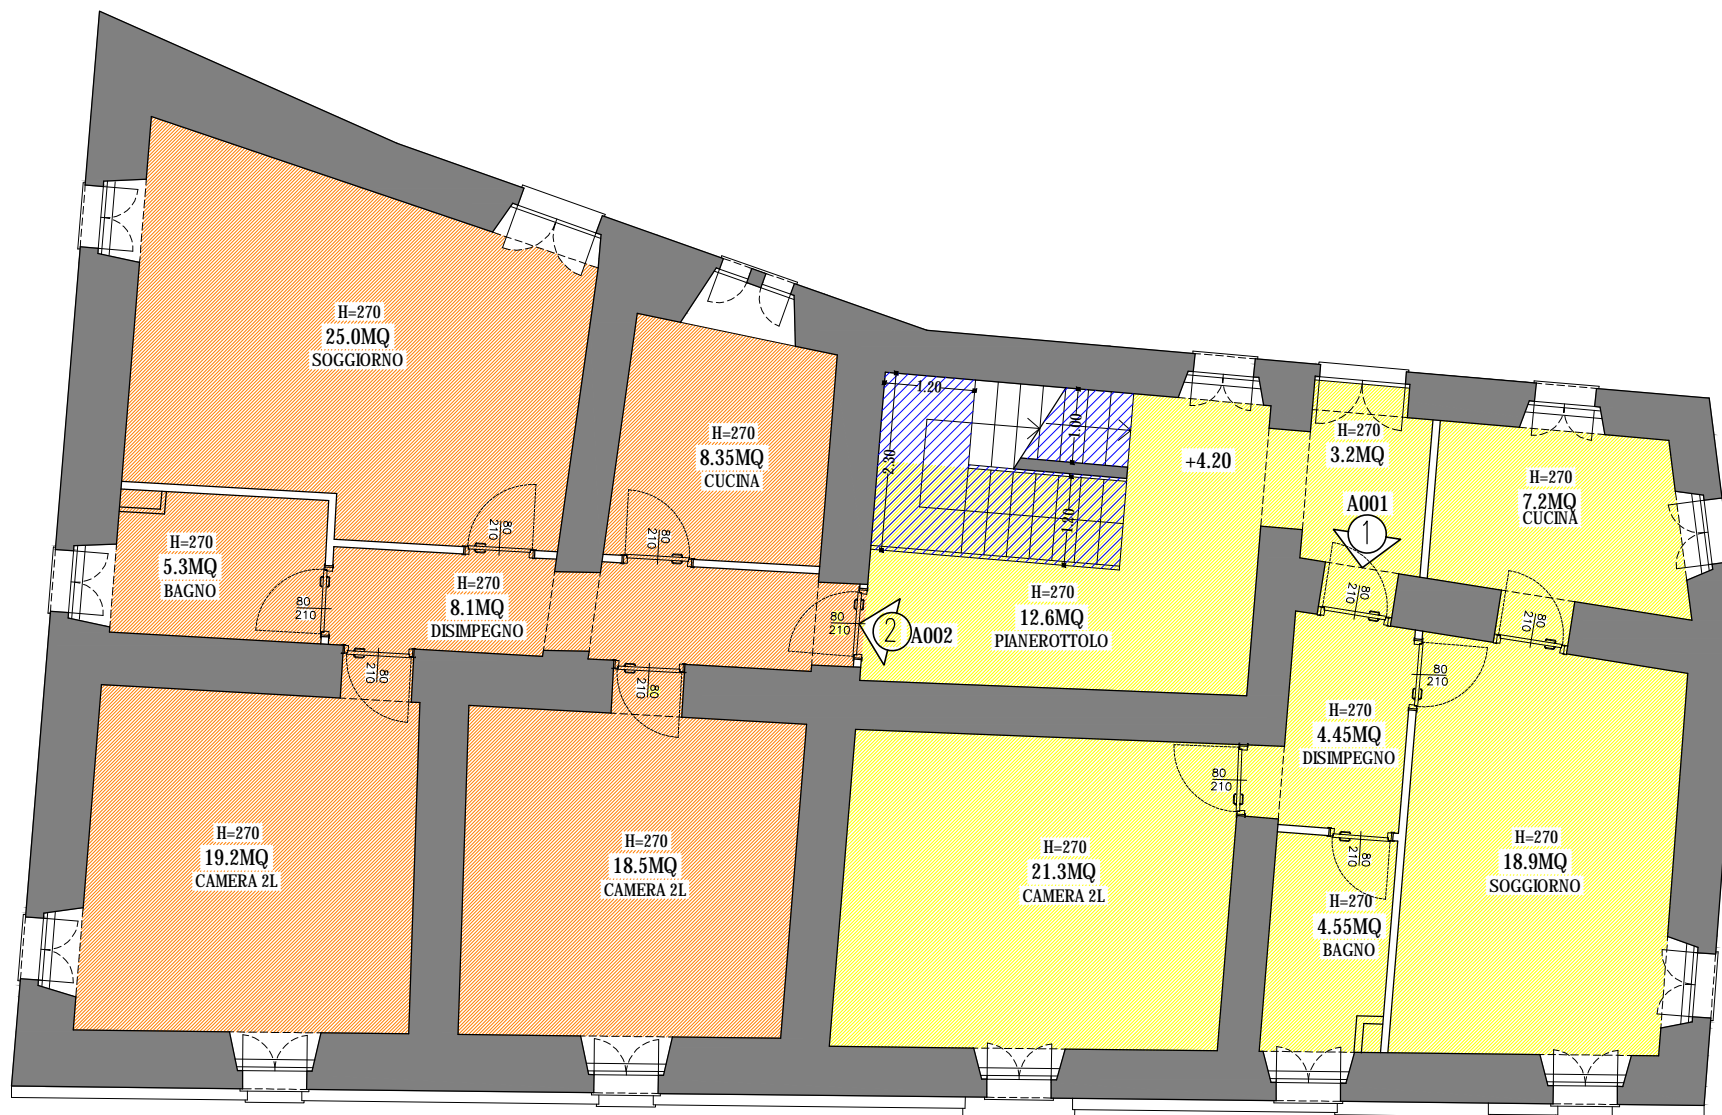 H=270
25.0MQ
SOGGIORNO
H=270
8.35MQ
CUCINA
1.20
2.30
1.00
1.20
+4.20
H=270
3.2MQ
H=270
7.2MQ
CUCINA
A001
1
80
210
80
210
80
210
80
210
H=270
5.3MQ
BAGNO
80
210
H=270
8.1MQ
DISIMPEGNO
80
210
2
A002
H=270
12.6MQ
PIANEROTTOLO
80
210
80
210
80
210
H=270
4.45MQ
DISIMPEGNO
80
210
H=270
19.2MQ
CAMERA 2L
H=270
18.5MQ
CAMERA 2L
H=270
21.3MQ
CAMERA 2L
80
210
H=270
4.55MQ
BAGNO
H=270
18.9MQ
SOGGIORNO